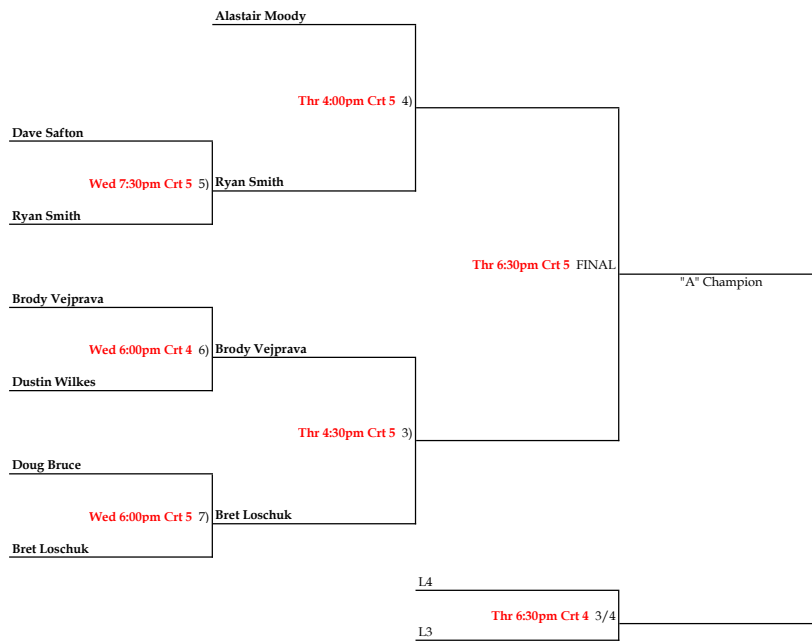 Alastair Moody
Thr 4:00pm Crt 5 4)
Dave Safton
Wed 7:30pm Crt 5 5)
Ryan Smith
Ryan Smith
Thr 6:30pm Crt 5 FINAL
"A" Champion
Brody Vejprava
Wed 6:00pm Crt 4 6)
Brody Vejprava
Dustin Wilkes
Thr 4:30pm Crt 5 3)
Doug Bruce
Wed 6:00pm Crt 5 7)
Bret Loschuk
Bret Loschuk
L4
Thr 6:30pm Crt 4 3/4
L3